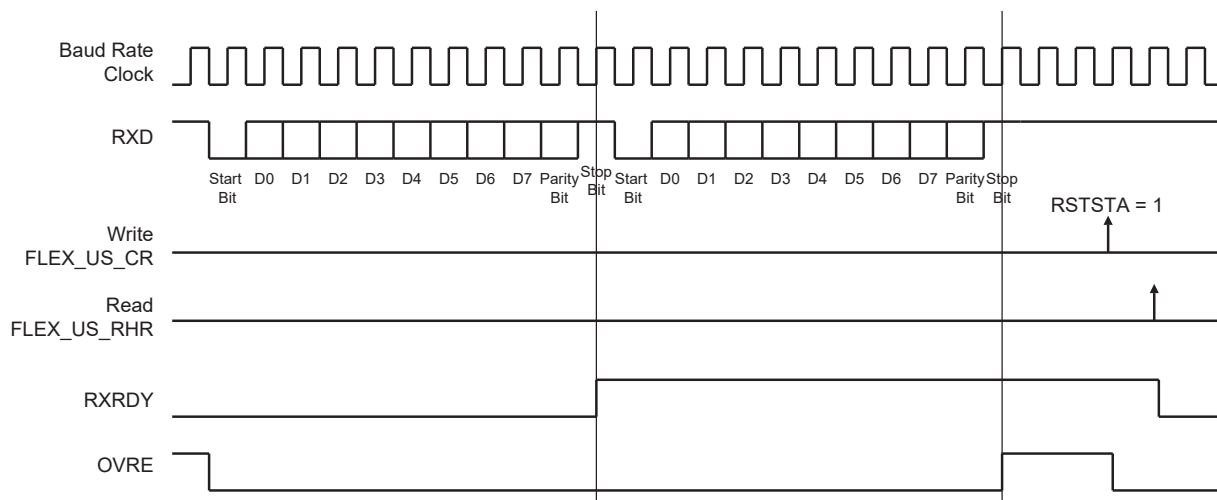 Baud Rate
Clock
RXD
Start
Bit
D0
D1
D2
D3
D4
D5
D6
D7
Parity
Bit
Stop
Bit
Start
Bit
D0
D1
D2
D3
D4
D5
D6
D7
Parity
Bit
Stop
Bit
RSTSTA = 1
Write
FLEX_US_CR
Read
FLEX_US_RHR
RXRDY
OVRE